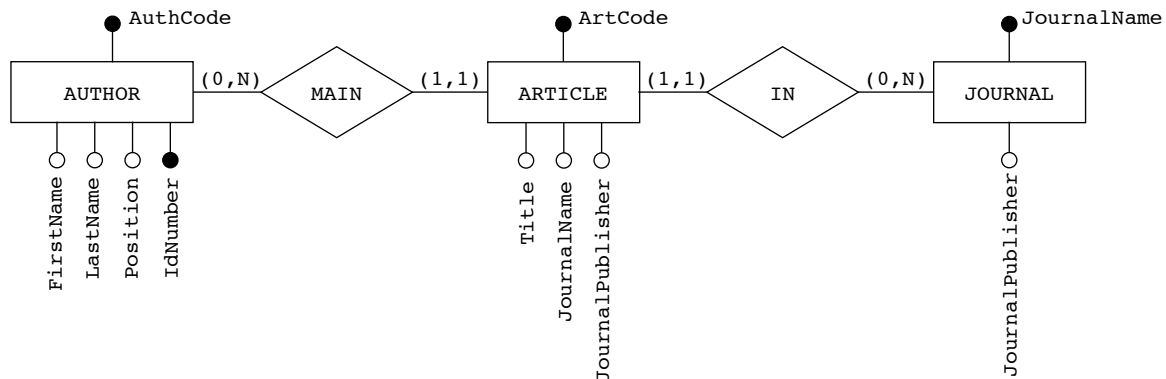 AuthCode
ArtCode
JournalName
AUTHOR
(0,N)
MAIN
(1,1)
ARTICLE
(1,1)
IN
(0,N)
JOURNAL
FirstName
LastName
Position
IdNumber
Title
JournalName
JournalPublisher
JournalPublisher